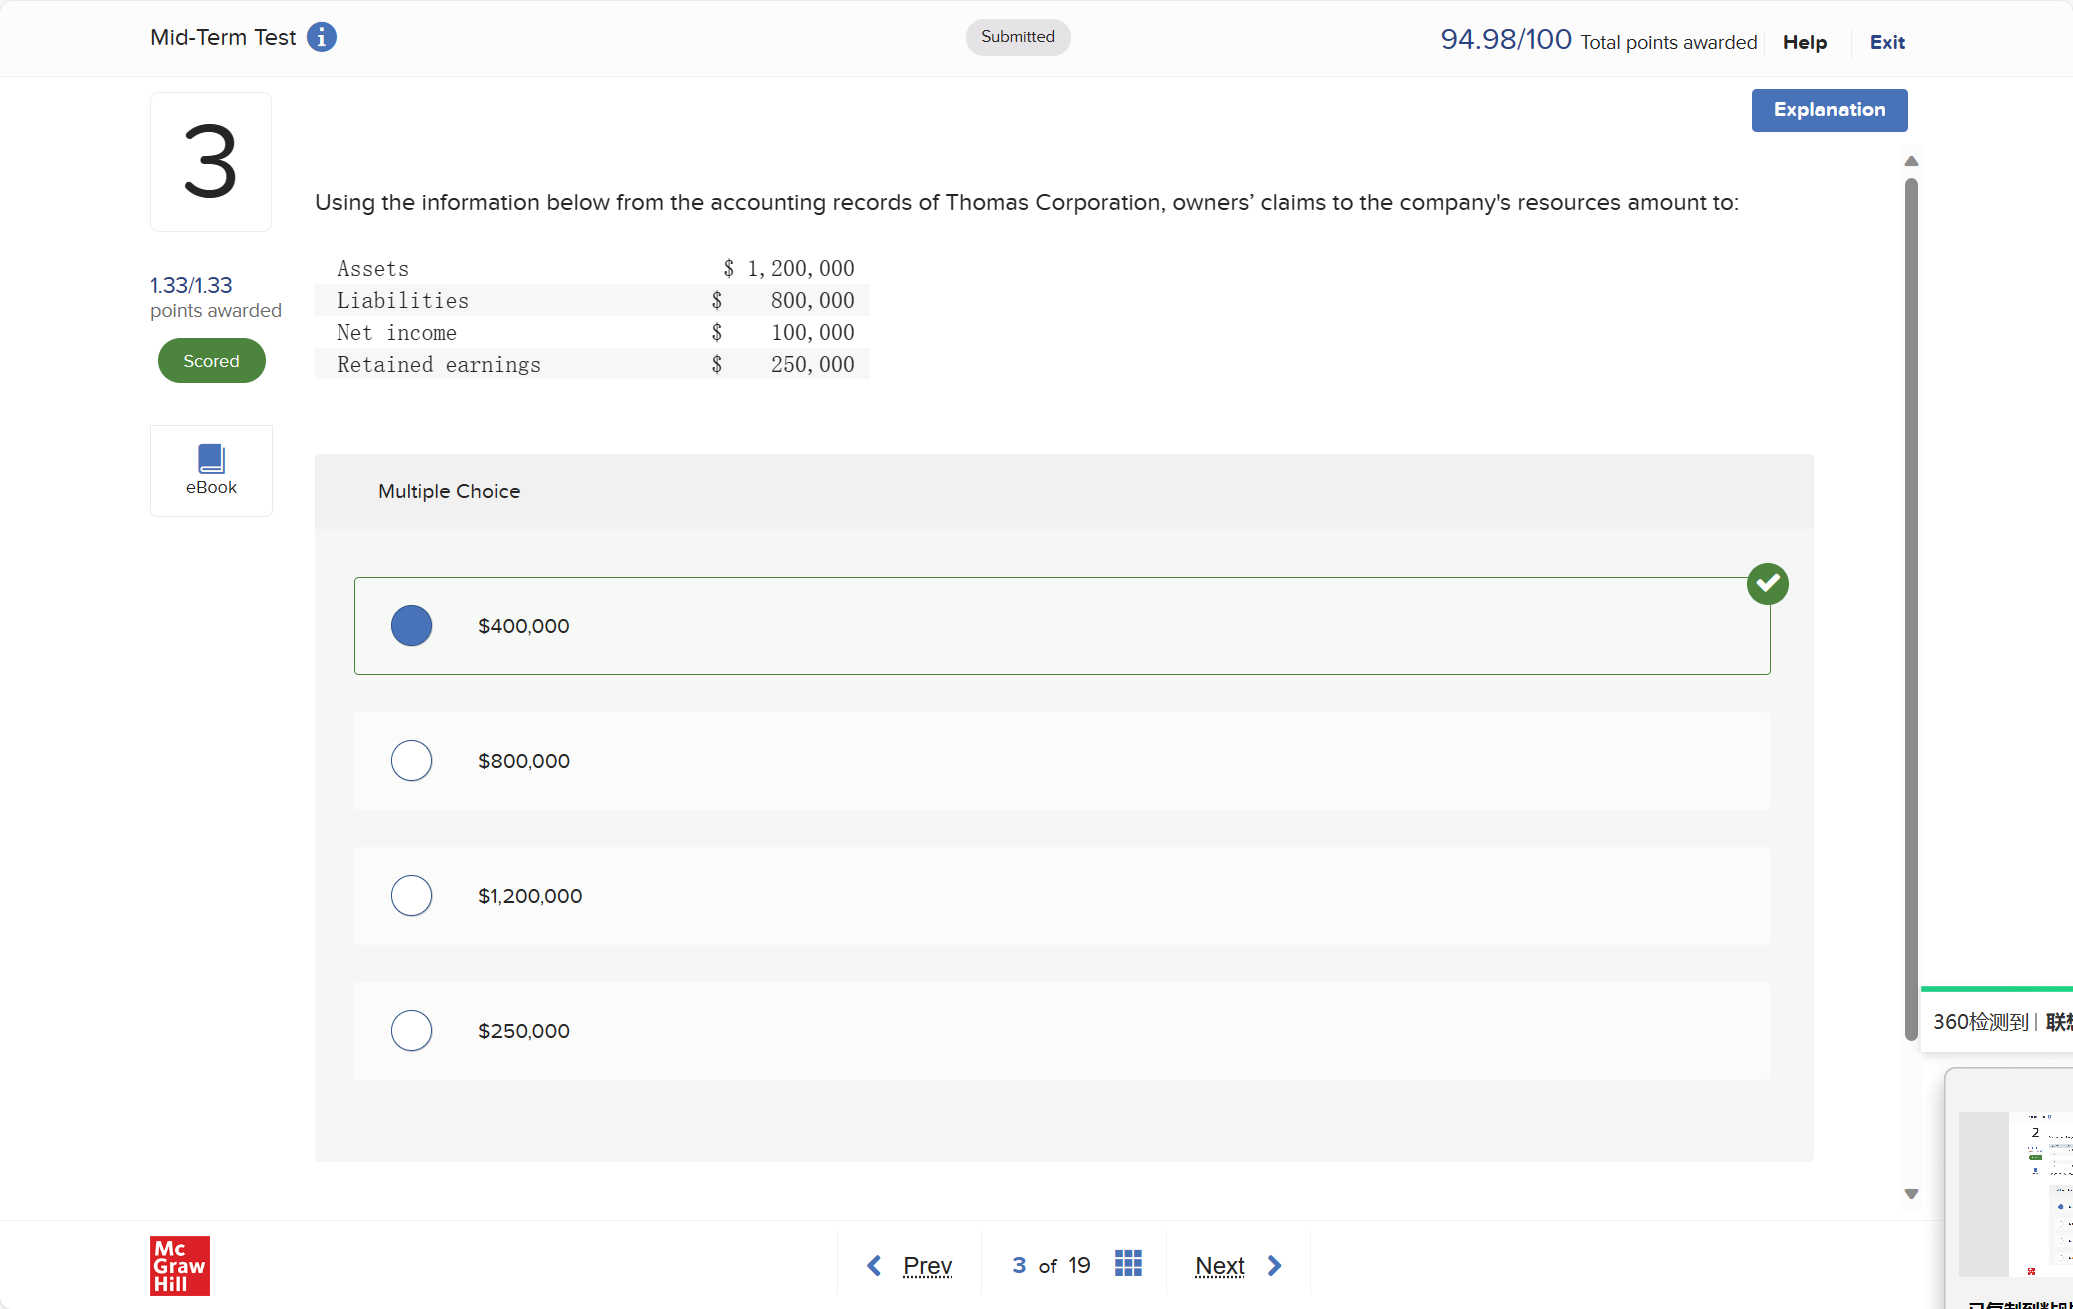 Mid-Term Test
Submitted
94.98/100 Total points awarded
Help
Exit
Explanation
3
1.33/1.33
points awarded
Scored
eBook
Using the information below from the accounting records of Thomas Corporation, owners’ claims to the company's resources amount to:
Assets $ 1,200,000
Liabilities $ 800,000
Net income $ 100,000
Retained earnings $ 250,000
Multiple Choice
$400,000
$800,000
$1,200,000
$250,000
360检测到 | 联想
2
Mc
Graw
Hill
Prev
3 of 19
Next